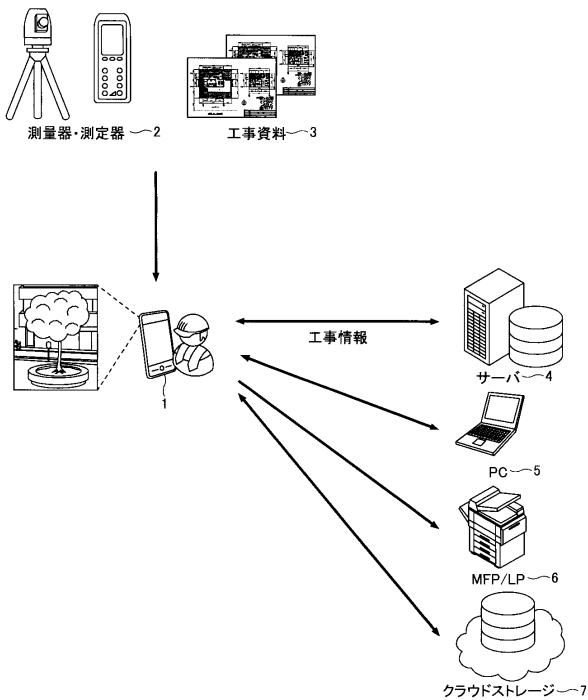 測量器・測定器 2
工事資料 3
1
工事情報
サーバ 4
PC 5
MFP/LP 6
クラウドストレージ 7